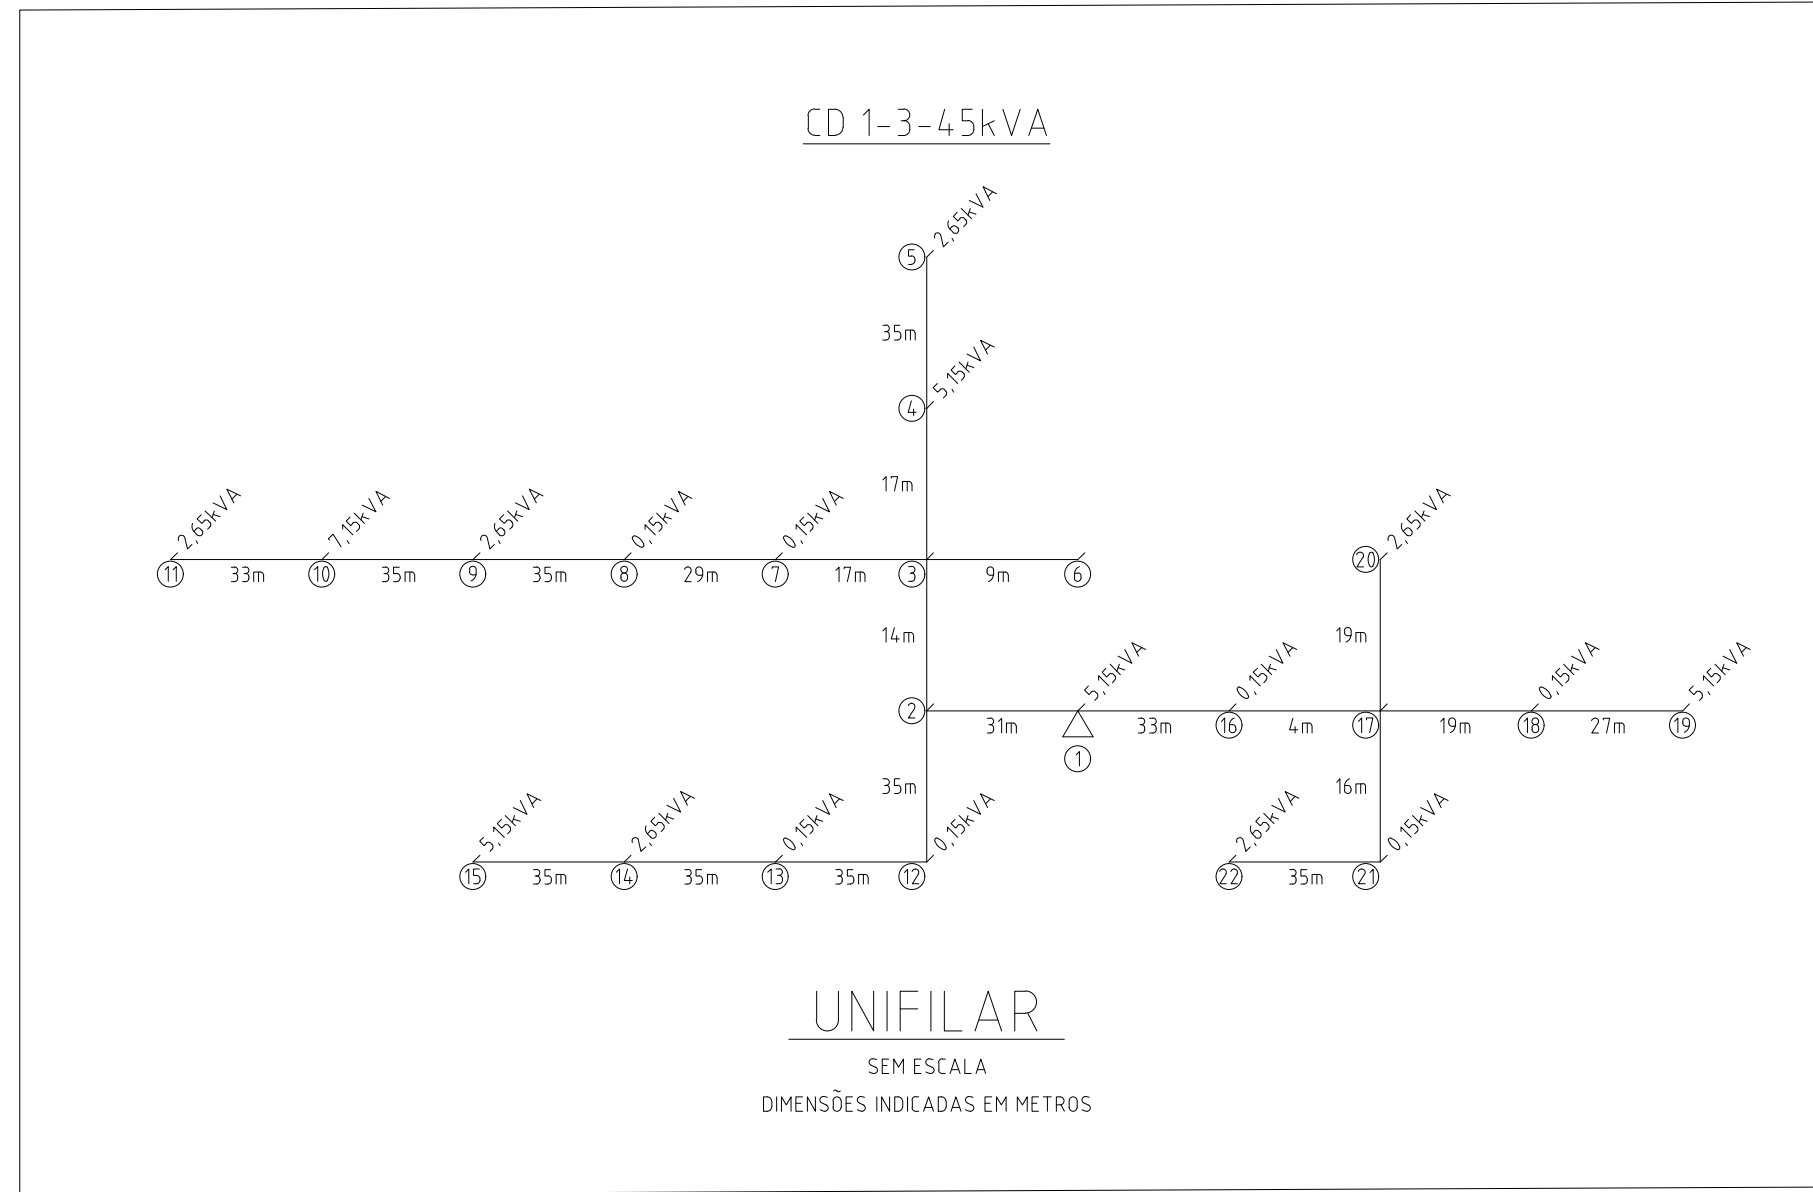 CD 1-3-45kVA
2,65kVA
5
35m
5,15kVA
4
17m
2,65kVA
7,15kVA
2,65kVA
0,15kVA
0,15kVA
2,65kVA
11
33m
10
35m
9
35m
8
29m
7
17m
3
9m
6
20
14m
19m
5,15kVA
0,15kVA
0,15kVA
5,15kVA
2
31m
33m
16
4m
17
19m
18
27m
19
1
35m
16m
5,15kVA
2,65kVA
0,15kVA
0,15kVA
2,65kVA
0,15kVA
15
35m
14
35m
13
35m
12
22
35m
21
UNIFILAR
SEM ESCALA
DIMENSÕES INDICADAS EM METROS